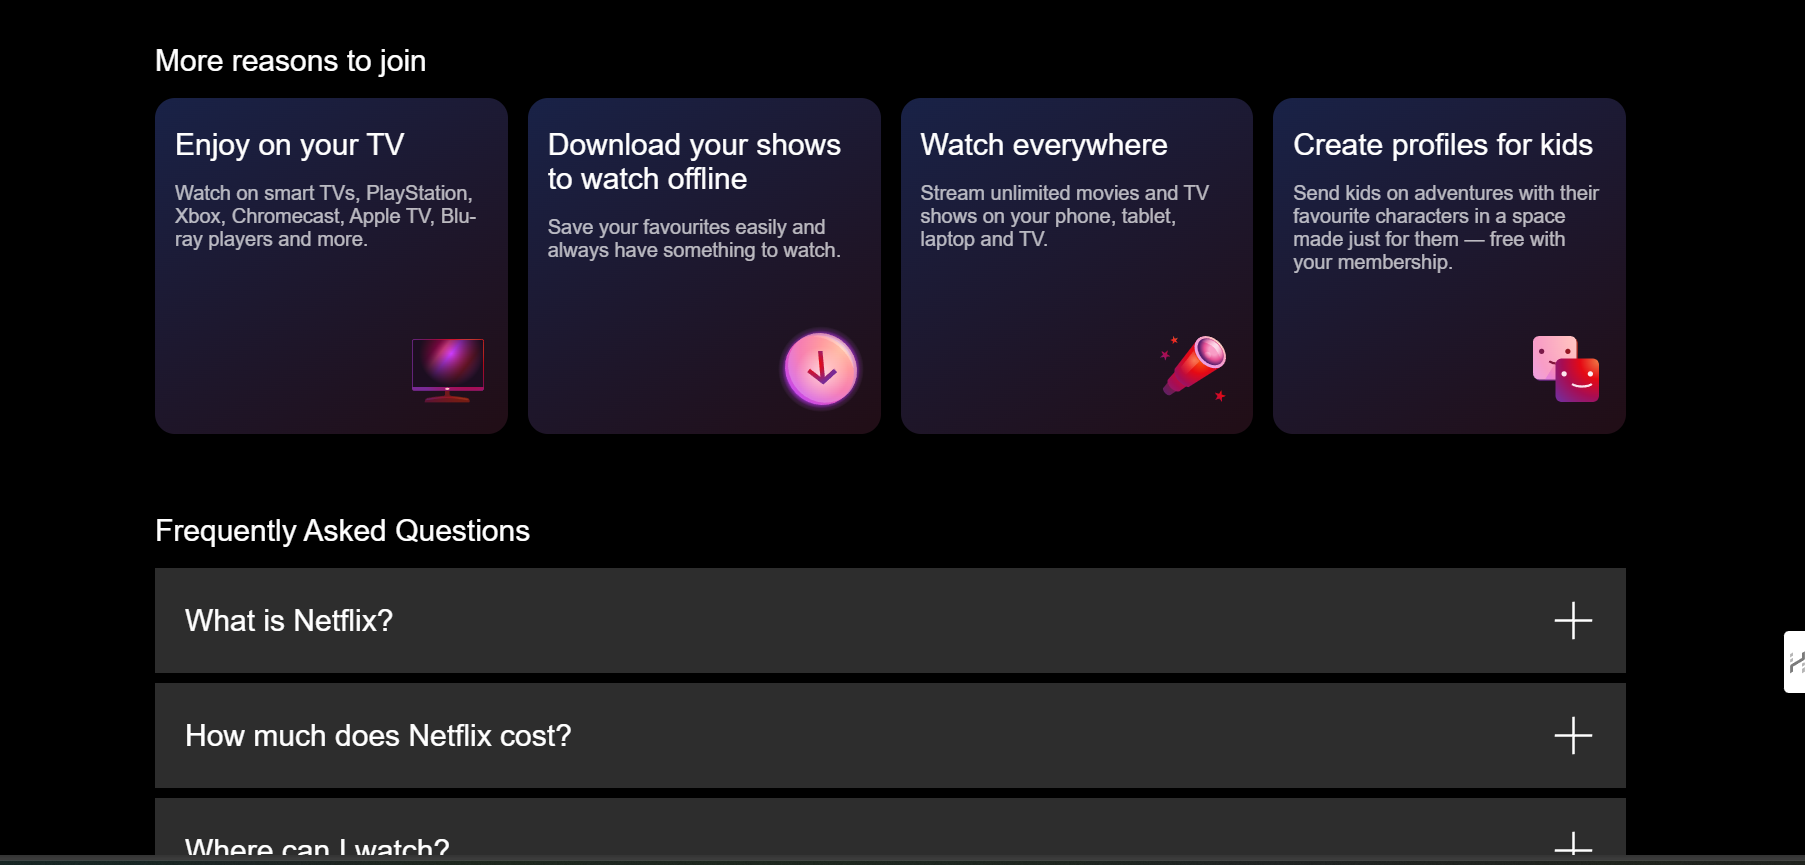 More reasons to join
Enjoy on your TV
Watch on smart TVs, PlayStation,
Xbox, Chromecast, Apple TV, Blu-
ray players and more.
Download your shows
to watch offline
Save your favourites easily and
always have something to watch.
Watch everywhere
Stream unlimited movies and TV
shows on your phone, tablet,
laptop and TV.
Create profiles for kids
Send kids on adventures with their
favourite characters in a space
made just for them — free with
your membership.
Frequently Asked Questions
What is Netflix?
How much does Netflix cost?
Where can I watch?